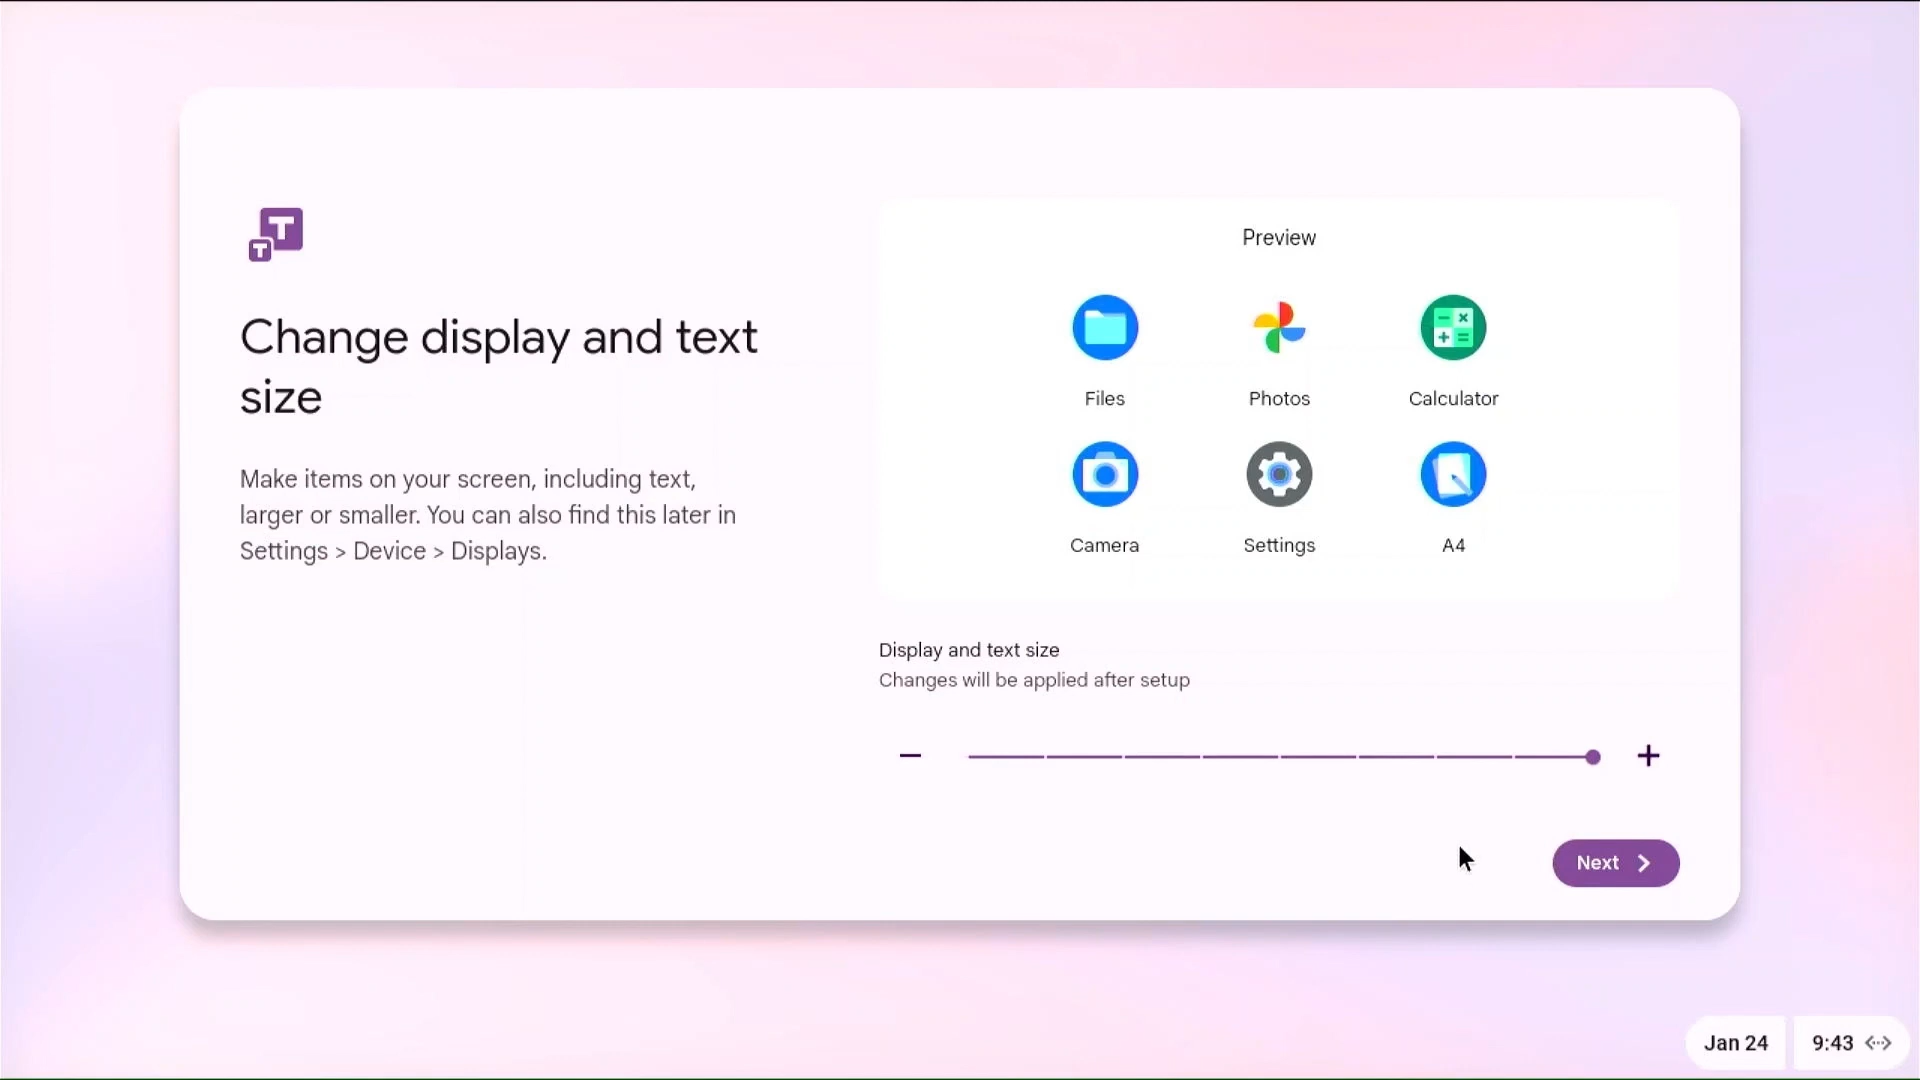 Change display and text
size
Make items on your screen, including text,
larger or smaller. You can also find this later in
Settings > Device > Displays.
Preview
Files
Photos
Calculator
Camera
Settings
A4
Display and text size
Changes will be applied after setup
Next
Jan 24
9:43